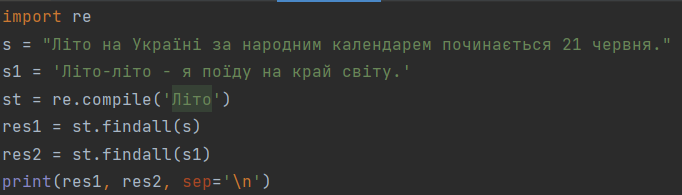 import re
s = "Літо на Україні за народним календарем починається 21 червня."
s1 = 'Літо-літо - я поїду на край світу.'
st = re.compile('Літо')
res1 = st.findall(s)
res2 = st.findall(s1)
print(res1, res2, sep='\n')